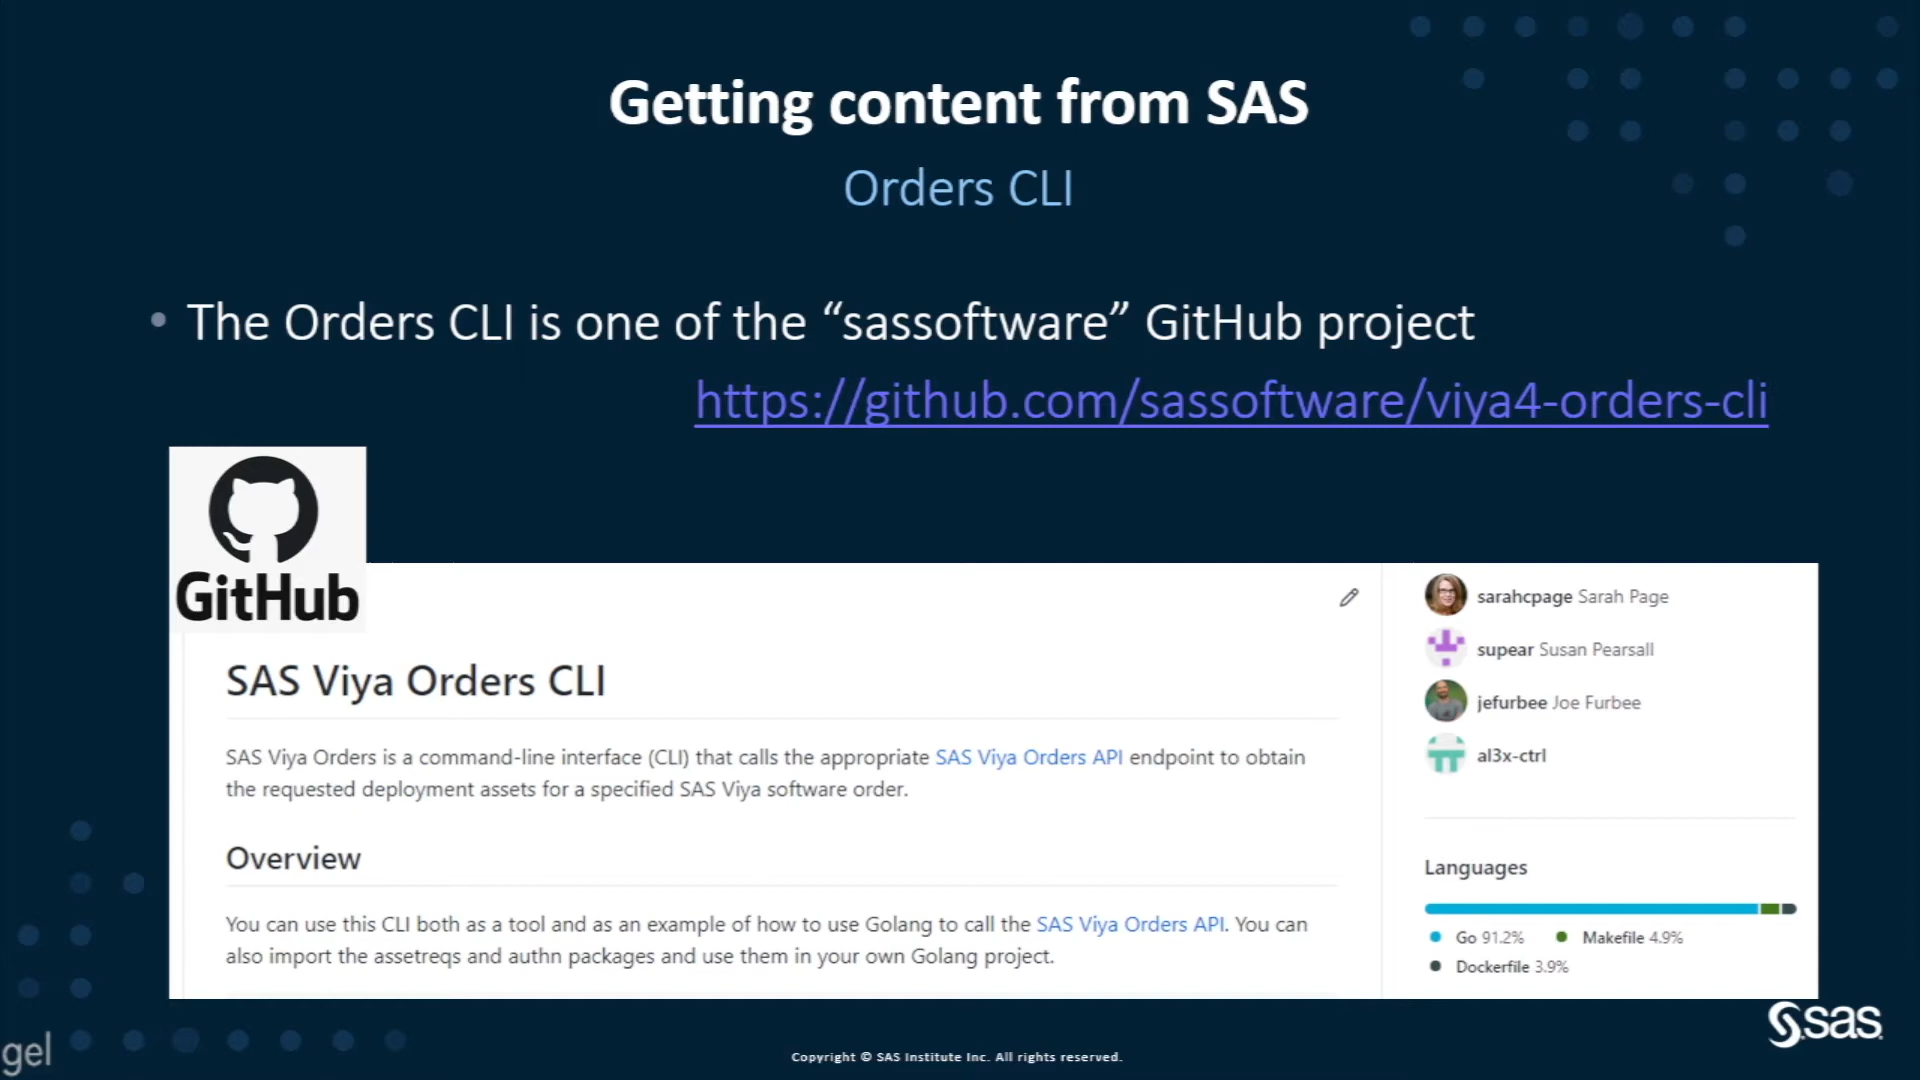 Getting content from SAS
Orders CLI
• The Orders CLI is one of the “sassoftware” GitHub project
https://github.com/sassoftware/viya4-orders-cli
GitHub
SAS Viya Orders CLI
SAS Viya Orders is a command-line interface (CLI) that calls the appropriate SAS Viya Orders API endpoint to obtain
the requested deployment assets for a specified SAS Viya software order.
Overview
You can use this CLI both as a tool and as an example of how to use Golang to call the SAS Viya Orders API. You can
also import the assetreqs and authn packages and use them in your own Golang project.
sarahcpage Sarah Page
supear Susan Pearsall
jefurbee Joe Furbee
al3x-ctrl
Languages
Go 91.2% Makefile 4.9%
Dockerfile 3.9%
sas
gel
Copyright © SAS Institute Inc. All rights reserved.